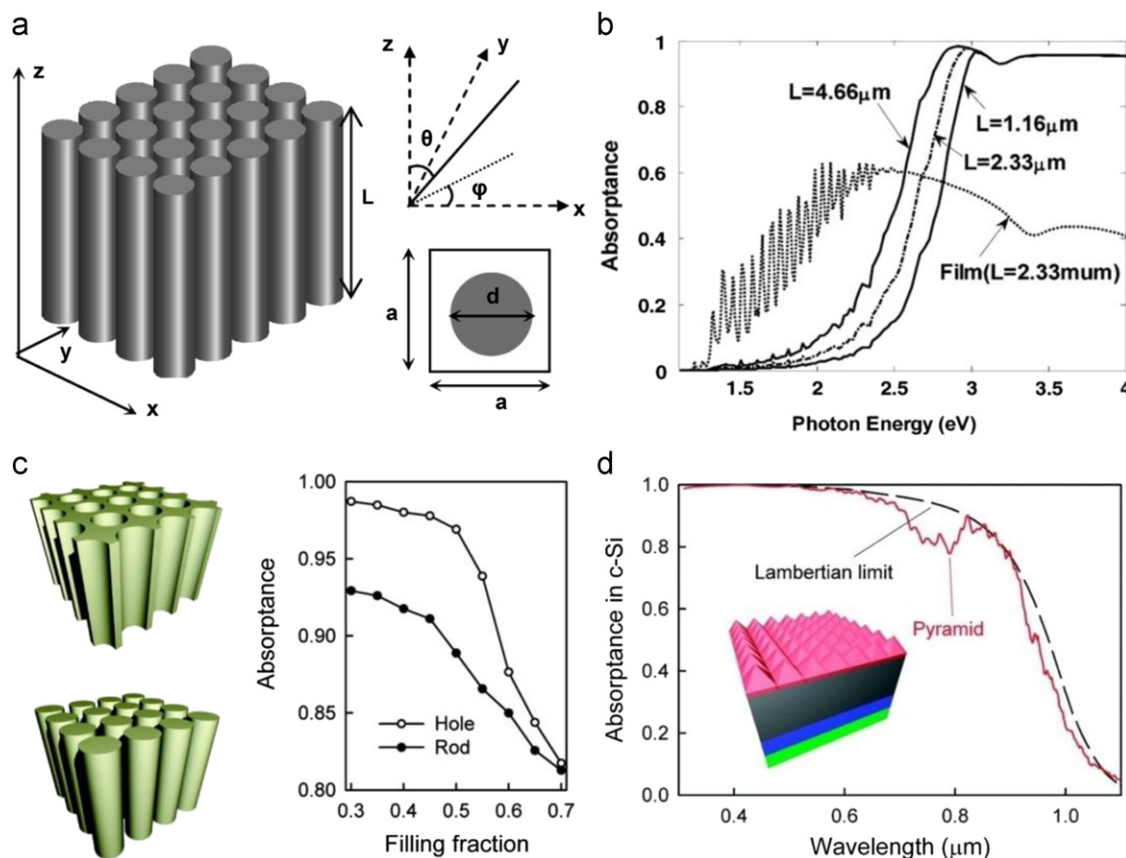 a
z
y
x
L
z
y
θ
φ
x
a
d
a
b
Absorptance
1
0.8
0.6
0.4
0.2
0
L=4.66μm
L=1.16μm
L=2.33μm
Film(L=2.33mum)
1.5 2 2.5 3 3.5 4
Photon Energy (eV)
c
Absorptance
1.00
0.95
0.90
0.85
0.80
Hole
Rod
0.3 0.4 0.5 0.6 0.7
Filling fraction
d
Absorptance in c-Si
1.0
0.8
0.6
0.4
0.2
0.0
Lambertian limit
Pyramid
0.4 0.6 0.8 1.0
Wavelength (μm)